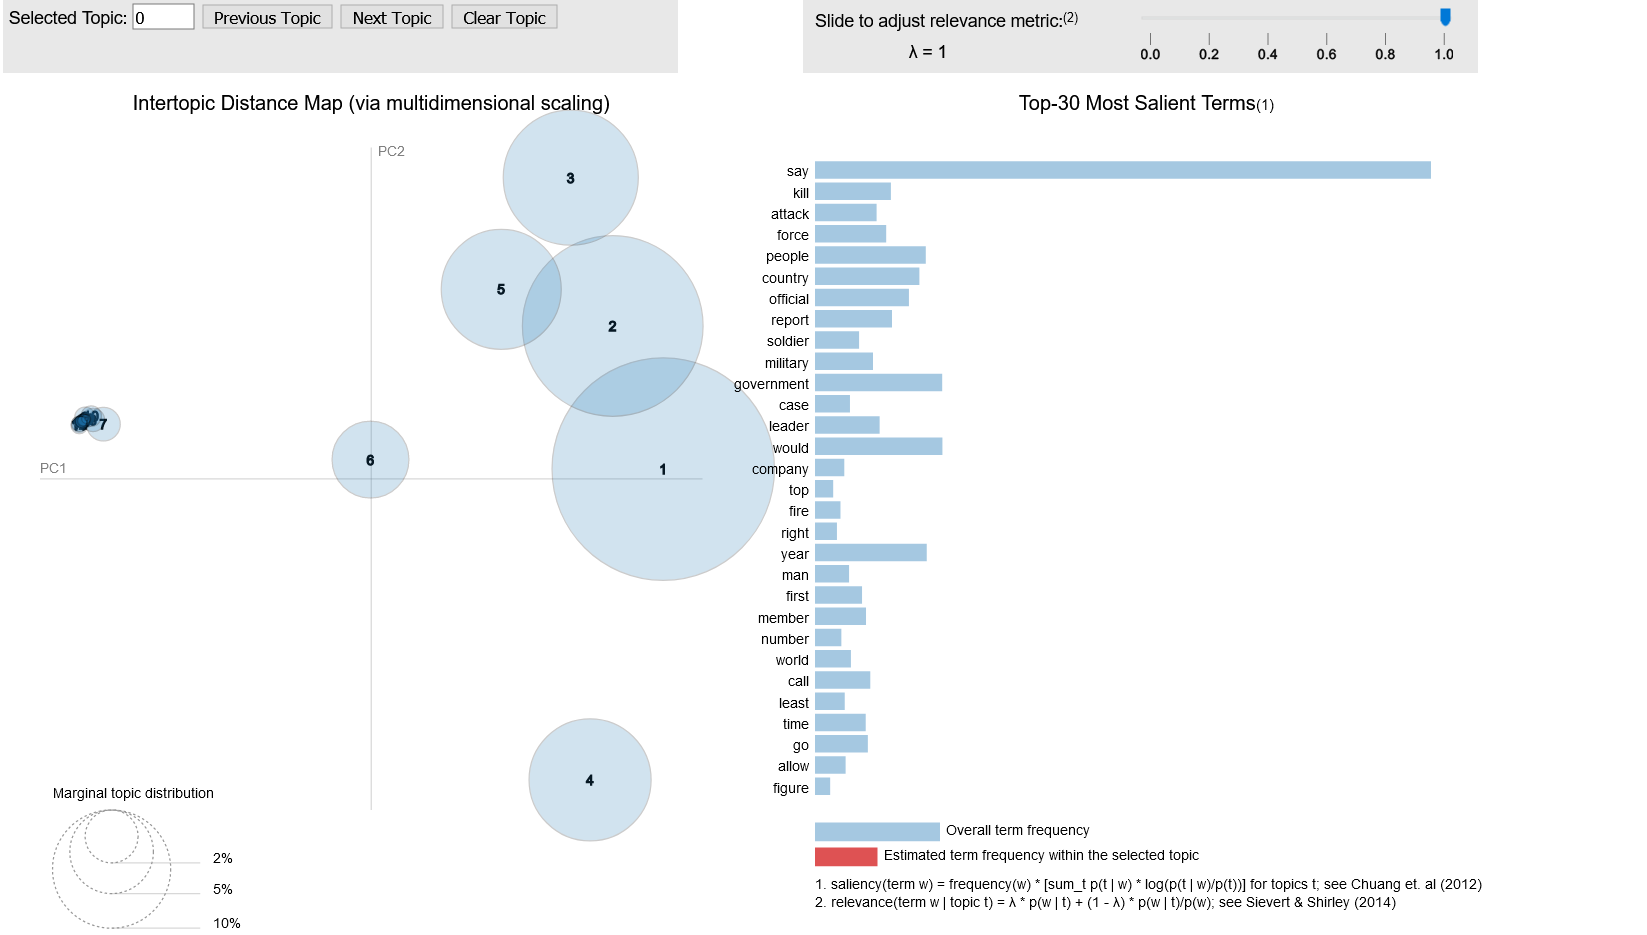 Selected Topic: 0 Previous Topic Next Topic Clear Topic
Slide to adjust relevance metric:(2)
λ = 1
0.0 0.2 0.4 0.6 0.8 1.0
Intertopic Distance Map (via multidimensional scaling)
PC2
PC1
3
5
2
7
6
1
4
Marginal topic distribution
2%
5%
10%
Top-30 Most Salient Terms(1)
say
kill
attack
force
people
country
official
report
soldier
military
government
case
leader
would
company
top
fire
right
year
man
first
member
number
world
call
least
time
go
allow
figure
Overall term frequency
Estimated term frequency within the selected topic
1. saliency(term w) = frequency(w) * [sum_t p(t | w) * log(p(t | w)/p(t))] for topics t; see Chuang et. al (2012)
2. relevance(term w | topic t) = λ * p(w | t) + (1 - λ) * p(w | t)/p(w); see Sievert & Shirley (2014)